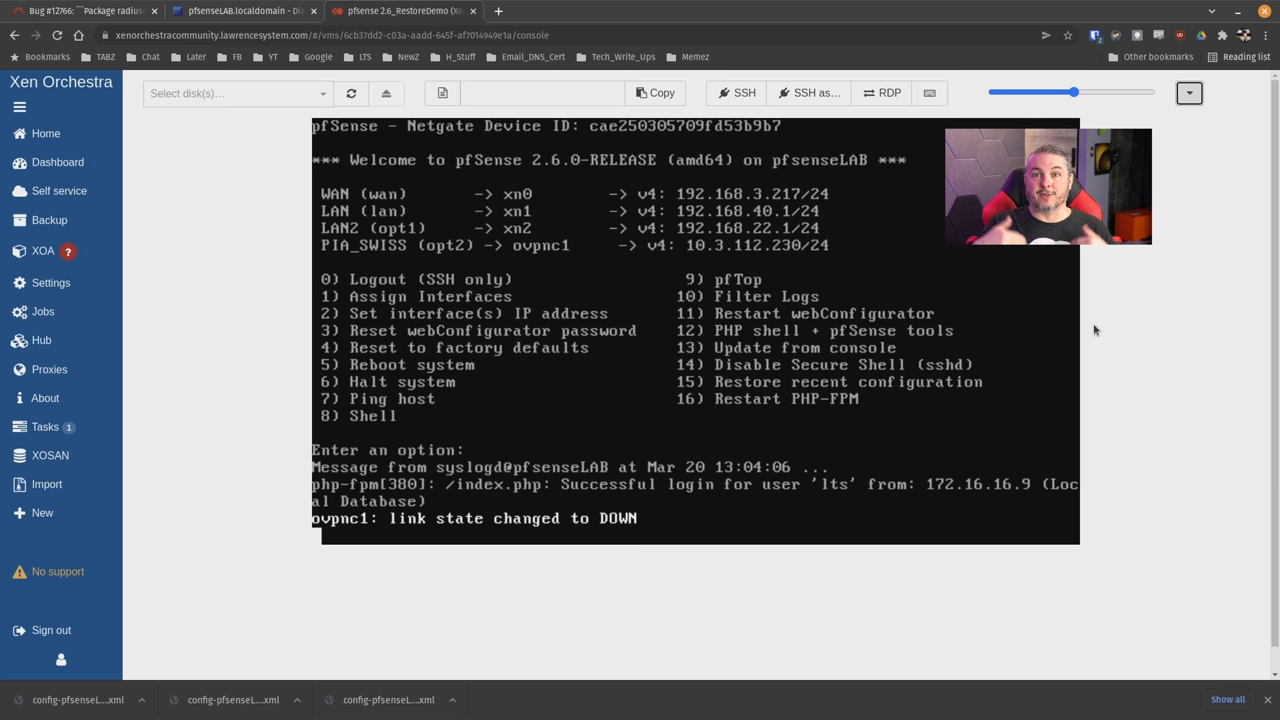 Bug #12766: ```Package radius
pfsenseLAB.localdomain - Dia
pfsense 2.6_RestoreDemo (Xe
xenorchestracommunity.lawrencesystem.com/#/vms/6cb37dd2-c03a-aadd-645f-af7014949e1a/console
Bookmarks
TABZ
Chat
Later
FB
YT
Google
LTS
NewZ
H_Stuff
Email_DNS_Cert
Tech_Write_Ups
Memez
Other bookmarks
Reading list
Xen Orchestra
Home
Dashboard
Self service
Backup
XOA ?
Settings
Jobs
Hub
Proxies
About
Tasks 1
XOSAN
Import
New
No support
Sign out
Select disk(s)...
Copy
SSH
SSH as...
RDP
pfSense - Netgate Device ID: cae250305709fd53b9b7
*** Welcome to pfSense 2.6.0-RELEASE (amd64) on pfsenseLAB ***
WAN (wan) -> xn0 -> v4: 192.168.3.217/24
LAN (lan) -> xn1 -> v4: 192.168.40.1/24
LAN2 (opt1) -> xn2 -> v4: 192.168.22.1/24
PIA_SWISS (opt2) -> ovpnc1 -> v4: 10.3.112.230/24
0) Logout (SSH only) 9) pfTop
1) Assign Interfaces 10) Filter Logs
2) Set interface(s) IP address 11) Restart webConfigurator
3) Reset webConfigurator password 12) PHP shell + pfSense tools
4) Reset to factory defaults 13) Update from console
5) Reboot system 14) Disable Secure Shell (sshd)
6) Halt system 15) Restore recent configuration
7) Ping host 16) Restart PHP-FPM
8) Shell
Enter an option:
Message from syslogd@pfsenseLAB at Mar 20 13:04:06 ...
php-fpm[380]: /index.php: Successful login for user 'lts' from: 172.16.16.9 (Loc
al Database)
ovpnc1: link state changed to DOWN
config-pfsenseL....xml
config-pfsenseL....xml
config-pfsenseL....xml
Show all